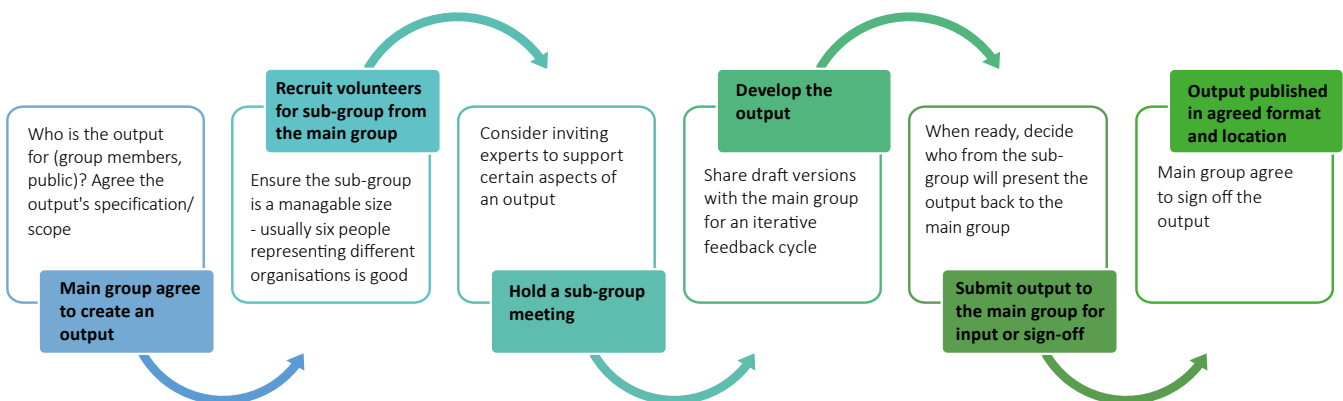 Who is the output
for (group members,
public)? Agree the
output's specification/
scope
Main group agree
to create an
output
Recruit volunteers
for sub-group from
the main group
Ensure the sub-group
is a managable size
- usually six people
representing different
organisations is good
Consider inviting
experts to support
certain aspects of
an output
Hold a sub-group
meeting
Develop the
output
Share draft versions
with the main group
for an iterative
feedback cycle
When ready, decide
who from the sub-
group will present the
output back to the
main group
Submit output to
the main group for
input or sign-off
Output published
in agreed format
and location
Main group agree
to sign off the
output